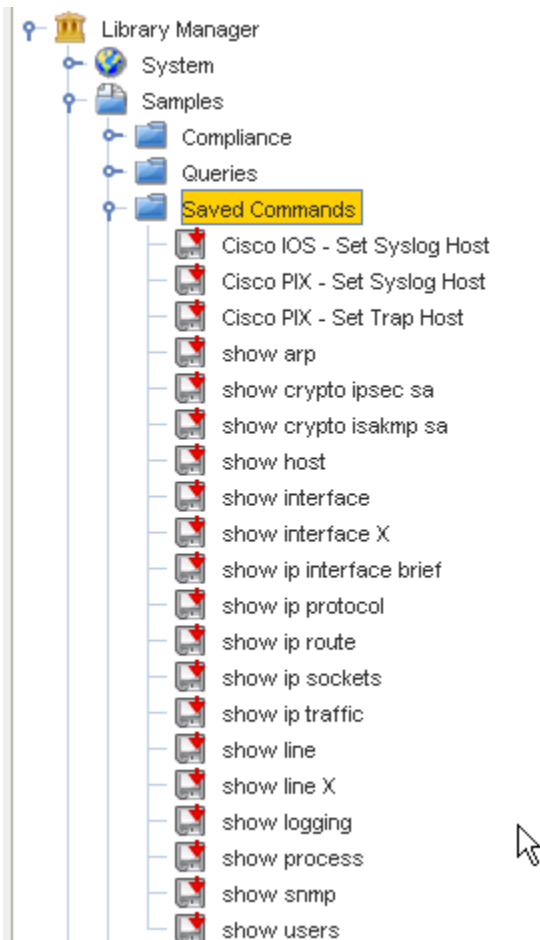 Library Manager
System
Samples
Compliance
Queries
Saved Commands
Cisco IOS - Set Syslog Host
Cisco PIX - Set Syslog Host
Cisco PIX - Set Trap Host
show arp
show crypto ipsec sa
show crypto isakmp sa
show host
show interface
show interface X
show ip interface brief
show ip protocol
show ip route
show ip sockets
show ip traffic
show line
show line X
show logging
show process
show snmp
show users